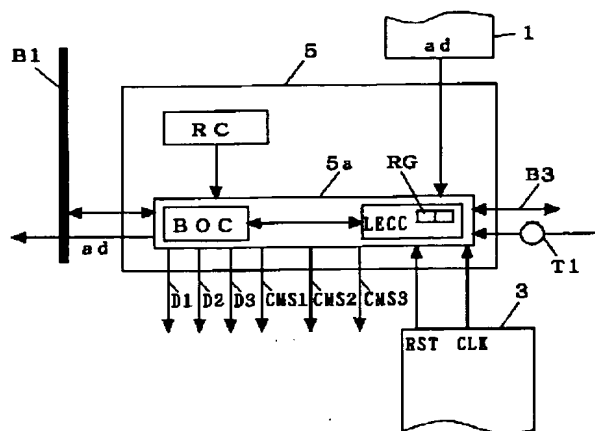 1
ad
5
B1
RC
5a
RG
B3
BOC
LECC
ad
T1
D1
D2
D3
CMS1
CMS2
CMS3
3
RST
CLK